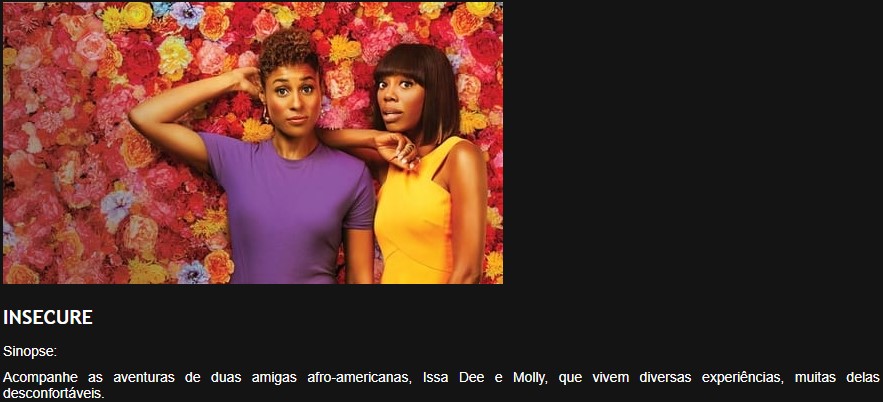 INSECURE
Sinopse:
Acompanhe as aventuras de duas amigas afro-americanas, Issa Dee e Molly, que vivem diversas experiências, muitas delas
desconfortáveis.